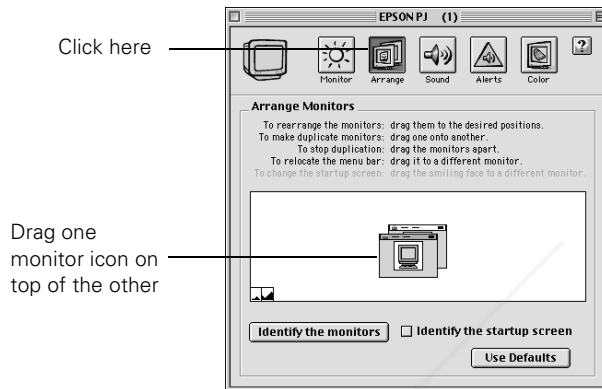 EPSON PJ (1)
Click here
Monitor Arrange Sound Alerts Color ?
Arrange Monitors
To rearrange the monitors: drag them to the desired positions.
To make duplicate monitors: drag one onto another.
To stop duplication: drag the monitors apart.
To relocate the menu bar: drag it to a different monitor.
To change the startup screen: drag the smiling face to a different monitor.
Drag one
monitor icon on
top of the other
Identify the monitors Identify the startup screen
Use Defaults